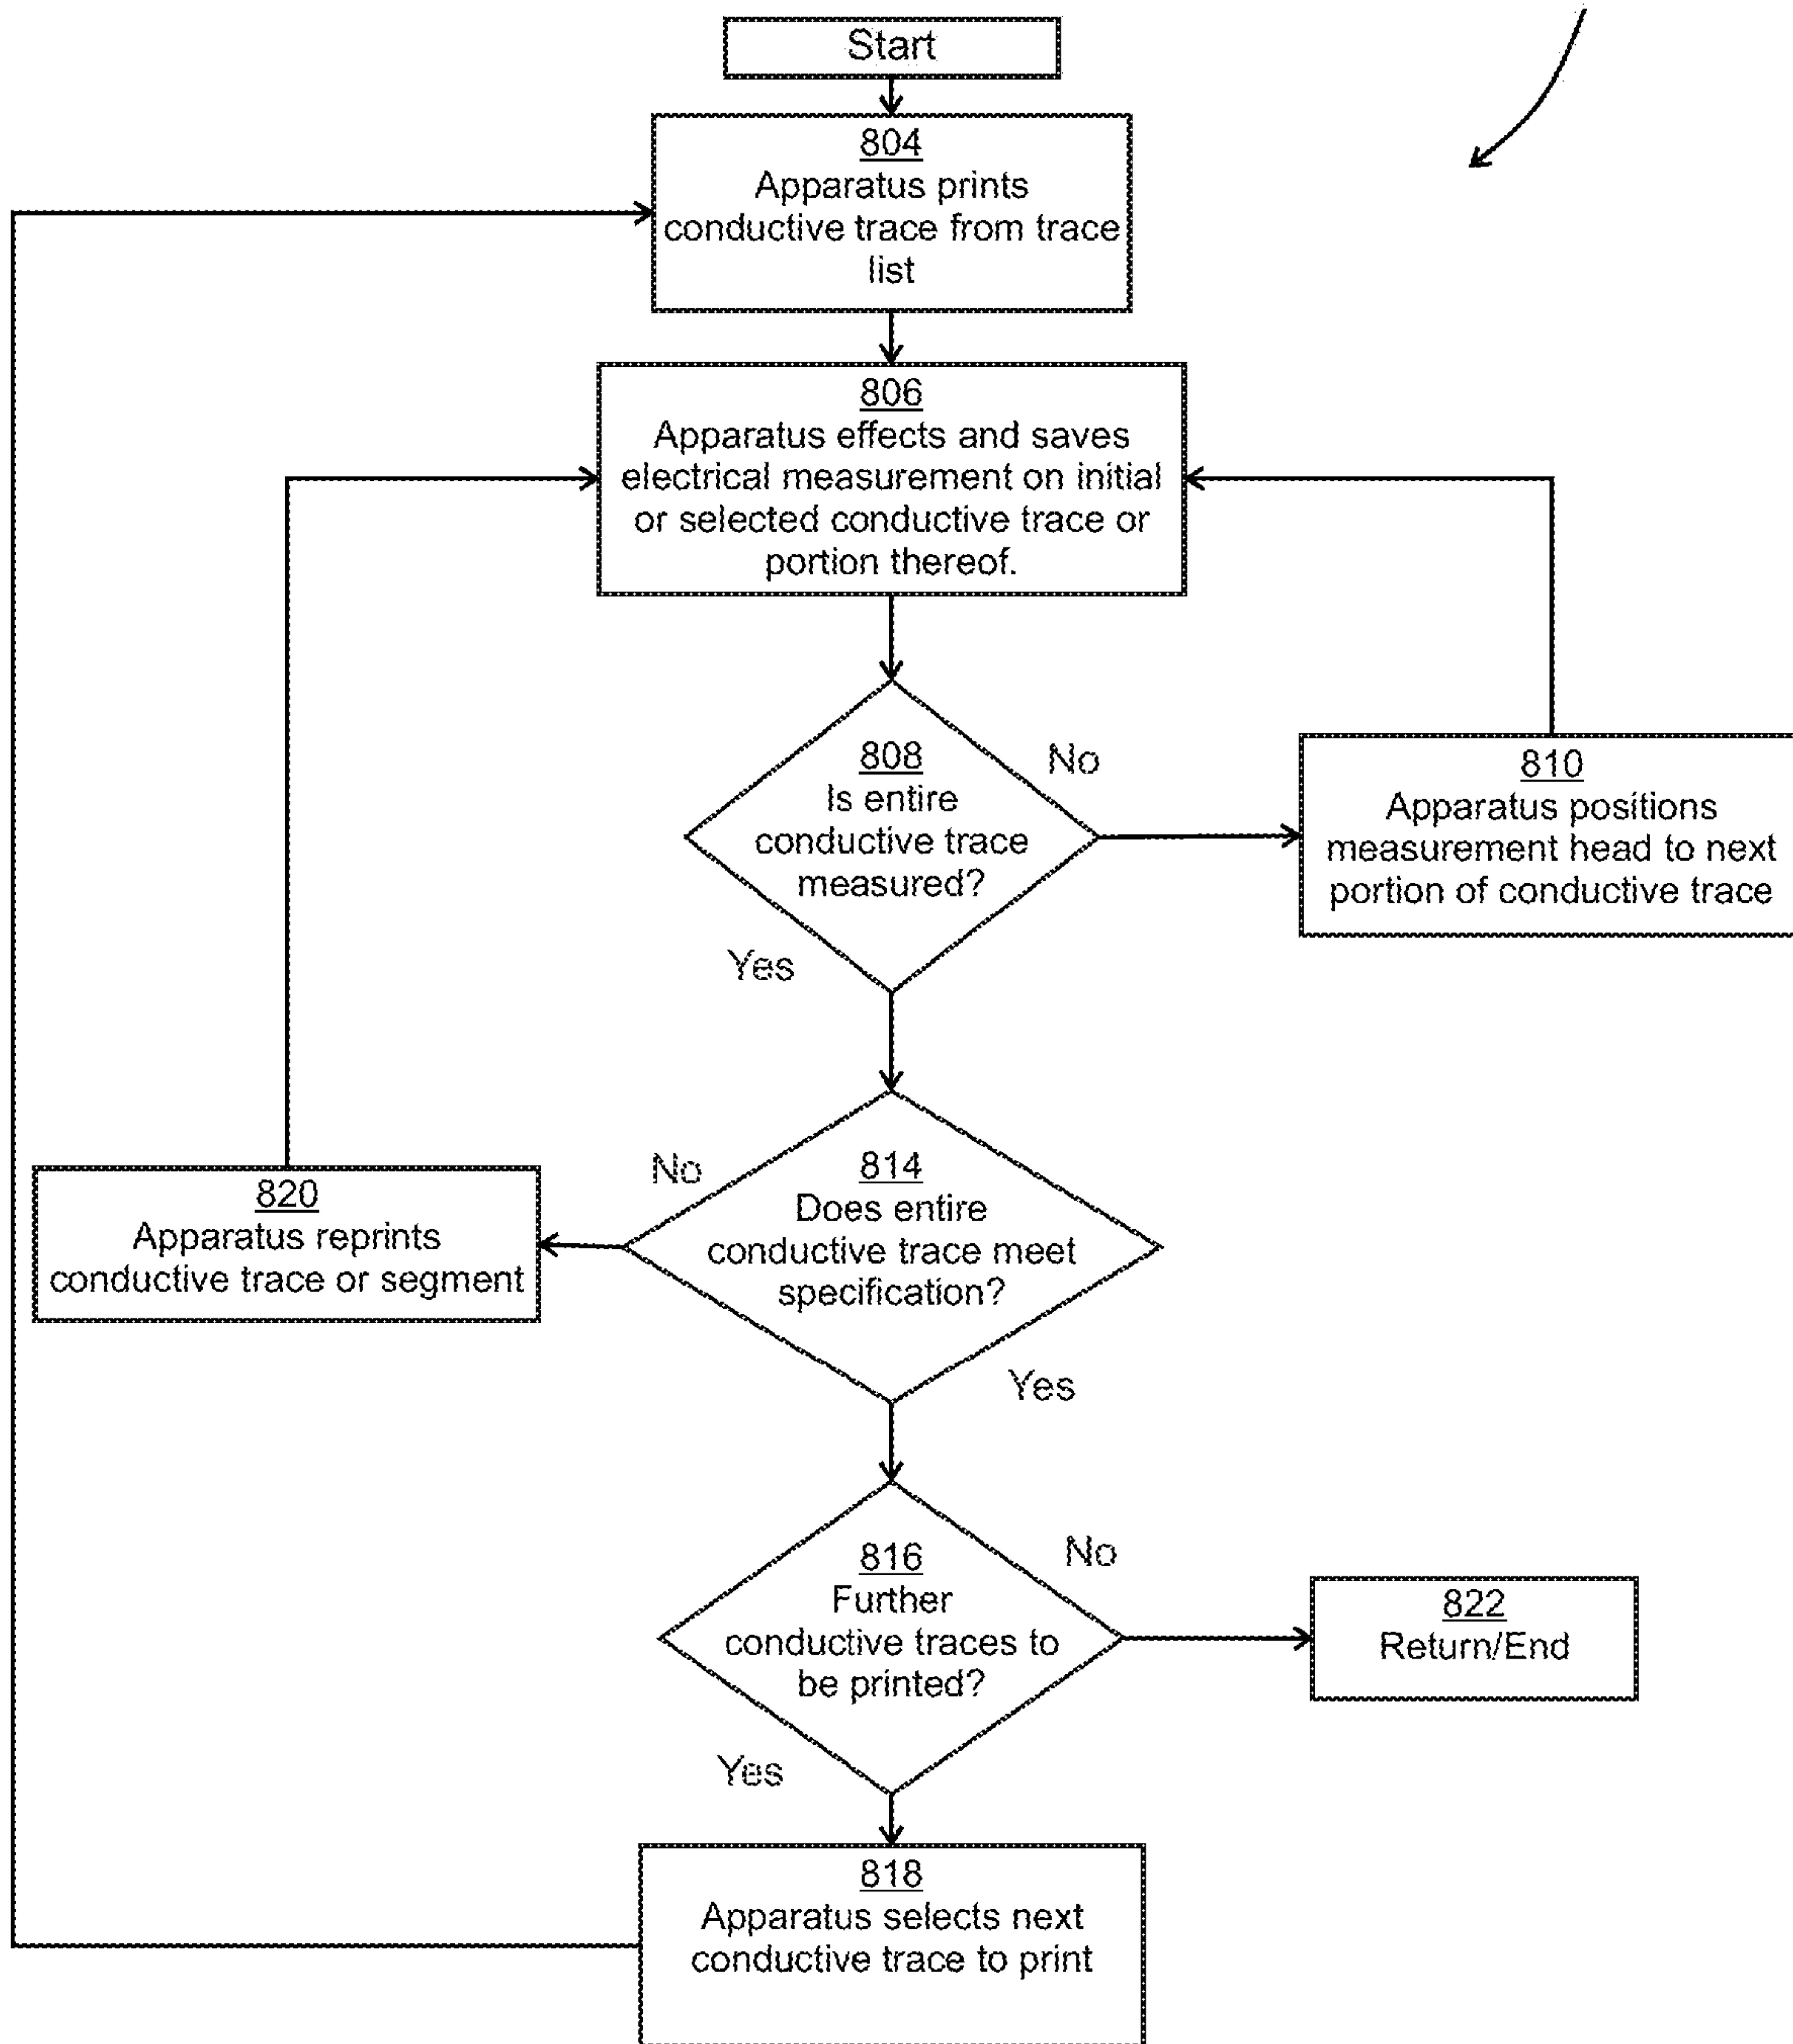 Start
804
Apparatus prints
conductive trace from trace
list
806
Apparatus effects and saves
electrical measurement on initial
or selected conductive trace or
portion thereof.
808
Is entire
conductive trace
measured?
No
Yes
810
Apparatus positions
measurement head to next
portion of conductive trace
814
Does entire
conductive trace meet
specification?
No
Yes
820
Apparatus reprints
conductive trace or segment
816
Further
conductive traces to
be printed?
No
Yes
822
Return/End
818
Apparatus selects next
conductive trace to print